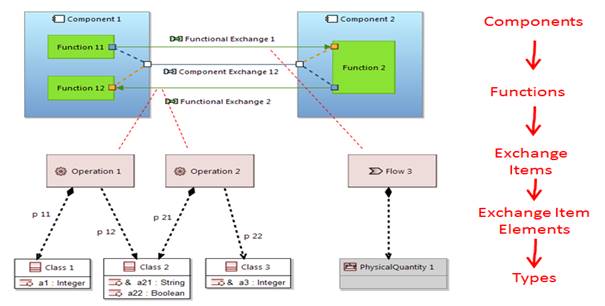 Component 1
Component 2
Components
Functional Exchange 1
Function 11
Function 2
Component Exchange 12
Function 12
Functional Exchange 2
Functions
Operation 1
Operation 2
Flow 3
Exchange
Items
p 11
p 12
p 21
p 22
Exchange Item
Elements
Class 1
a1 : Integer
Class 2
& a21 : String
a22 : Boolean
Class 3
& a3 : Integer
PhysicalQuantity 1
Types